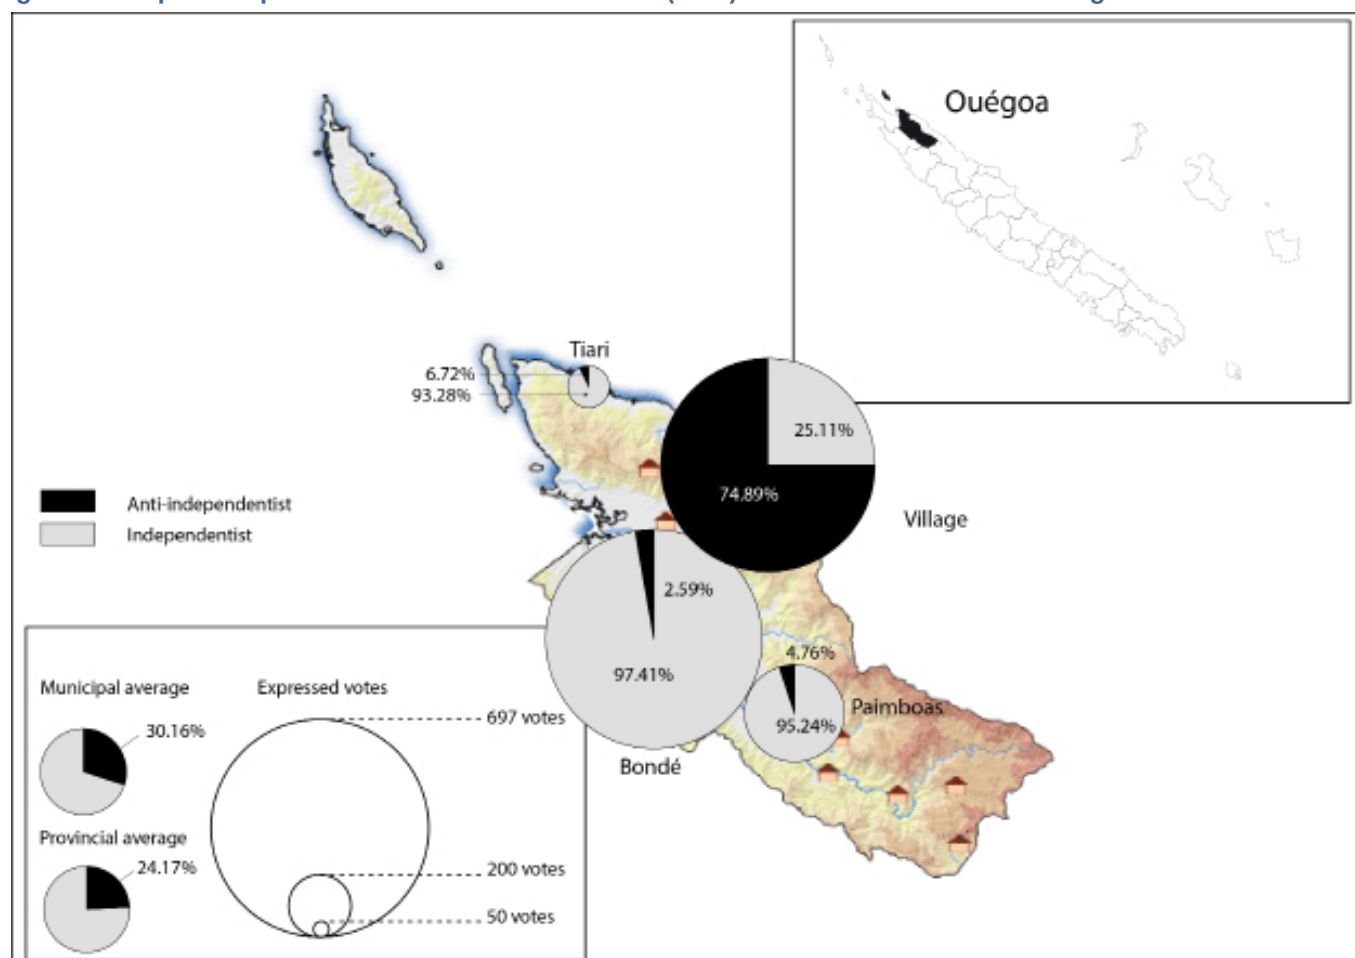 Ouégoa
Tiari
6.72%
93.28%
25.11%
74.89%
Village
Anti-independentist
Independentist
2.59%
97.41%
4.76%
95.24%
Paimboas
Bondé
Municipal average
30.16%
Provincial average
24.17%
Expressed votes
697 votes
200 votes
50 votes